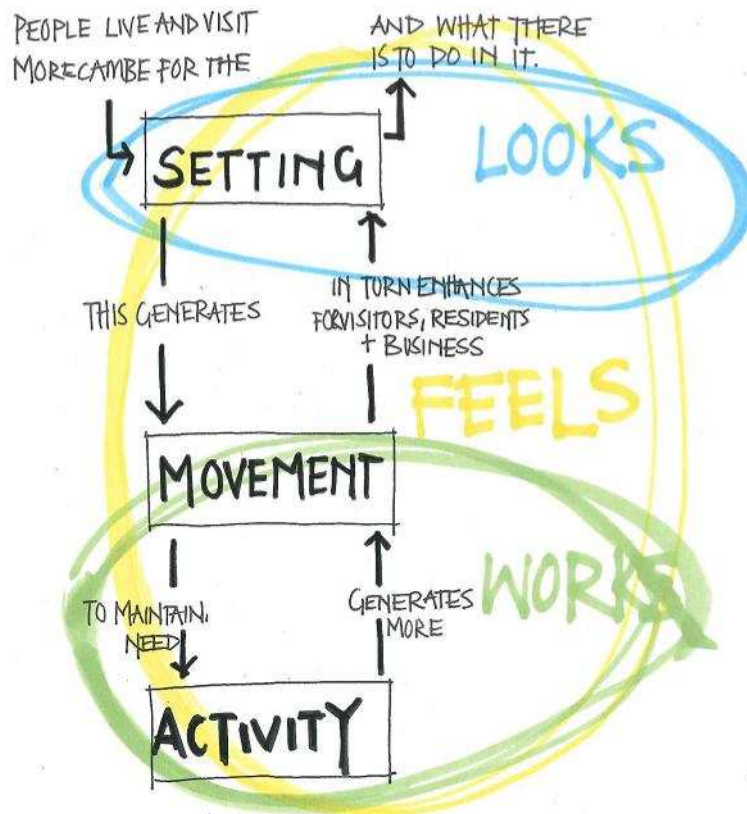 PEOPLE LIVE AND VISIT
MORECAMBE FOR THE
AND WHAT THERE
IS TO DO IN IT.
SETTING
LOOKS
THIS GENERATES
IN TURN ENHANCES
FOR VISITORS, RESIDENTS
+ BUSINESS
FEELS
MOVEMENT
WORKS
TO MAINTAIN,
NEED
GENERATES
MORE
ACTIVITY